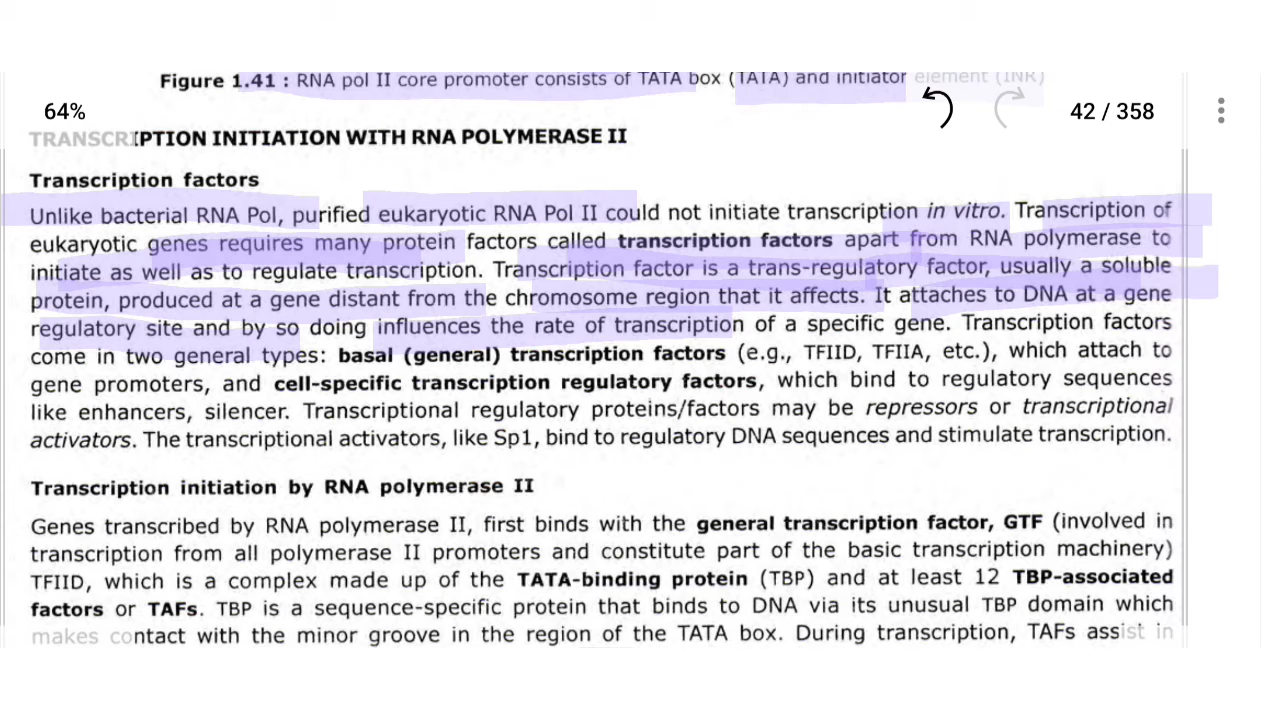 Figure 1.41 : RNA pol II core promoter consists of TATA box (TATA) and initiator element (INR)
64%
42 / 358
TRANSCRIPTION INITIATION WITH RNA POLYMERASE II
Transcription factors
Unlike bacterial RNA Pol, purified eukaryotic RNA Pol II could not initiate transcription in vitro. Transcription of
eukaryotic genes requires many protein factors called transcription factors apart from RNA polymerase to
initiate as well as to regulate transcription. Transcription factor is a trans-regulatory factor, usually a soluble
protein, produced at a gene distant from the chromosome region that it affects. It attaches to DNA at a gene
regulatory site and by so doing influences the rate of transcription of a specific gene. Transcription factors
come in two general types: basal (general) transcription factors (e.g., TFIID, TFIIA, etc.), which attach to
gene promoters, and cell-specific transcription regulatory factors, which bind to regulatory sequences
like enhancers, silencer. Transcriptional regulatory proteins/factors may be repressors or transcriptional
activators. The transcriptional activators, like Sp1, bind to regulatory DNA sequences and stimulate transcription.
Transcription initiation by RNA polymerase II
Genes transcribed by RNA polymerase II, first binds with the general transcription factor, GTF (involved in
transcription from all polymerase II promoters and constitute part of the basic transcription machinery)
TFIID, which is a complex made up of the TATA-binding protein (TBP) and at least 12 TBP-associated
factors or TAFs. TBP is a sequence-specific protein that binds to DNA via its unusual TBP domain which
makes contact with the minor groove in the region of the TATA box. During transcription, TAFs assist in